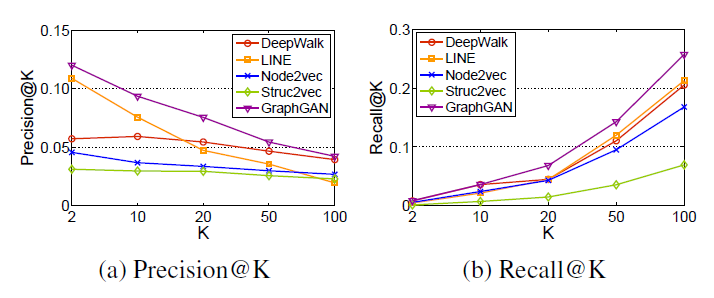 0.15
0.10
0.05
0
Precision@K
2 10 20 50 100
K
DeepWalk
LINE
Node2vec
Struc2vec
GraphGAN
(a) Precision@K
0.3
0.2
0.1
0
Recall@K
2 10 20 50 100
K
DeepWalk
LINE
Node2vec
Struc2vec
GraphGAN
(b) Recall@K